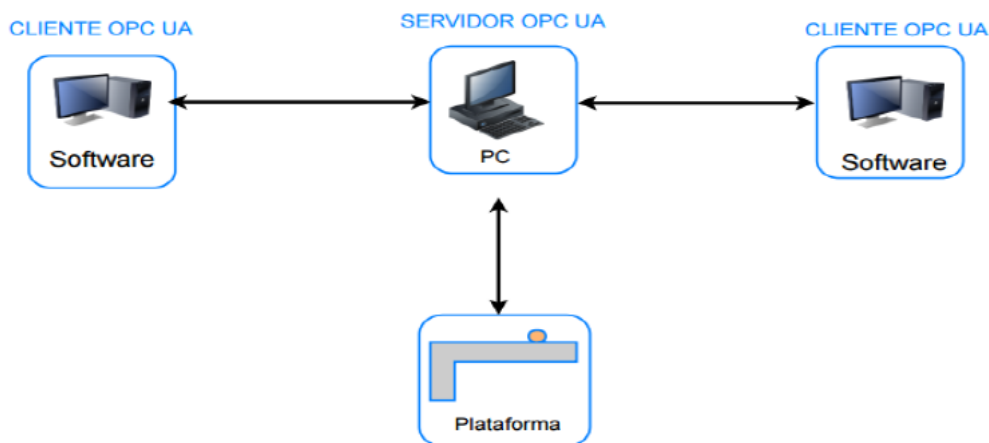 CLIENTE OPC UA
SERVIDOR OPC UA
CLIENTE OPC UA
Software
PC
Software
Plataforma